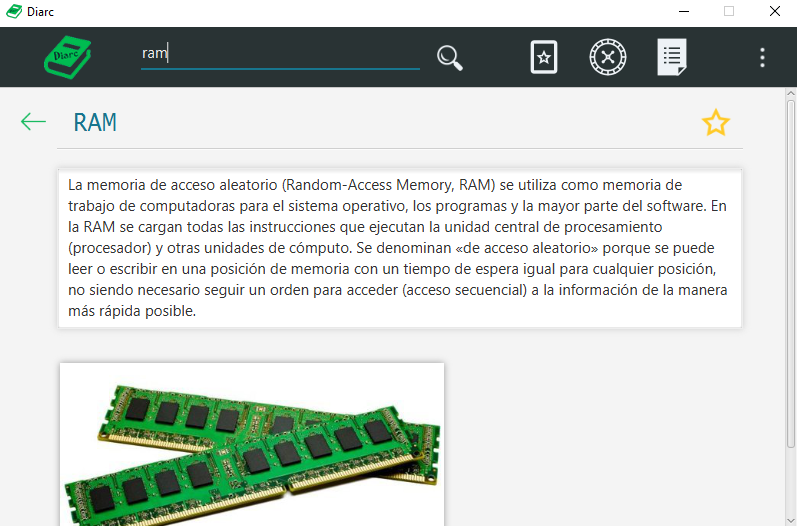 Diarc
Diarc
ram
RAM
La memoria de acceso aleatorio (Random-Access Memory, RAM) se utiliza como memoria de
trabajo de computadoras para el sistema operativo, los programas y la mayor parte del software. En
la RAM se cargan todas las instrucciones que ejecutan la unidad central de procesamiento
(procesador) y otras unidades de cómputo. Se denominan «de acceso aleatorio» porque se puede
leer o escribir en una posición de memoria con un tiempo de espera igual para cualquier posición,
no siendo necesario seguir un orden para acceder (acceso secuencial) a la información de la manera
más rápida posible.